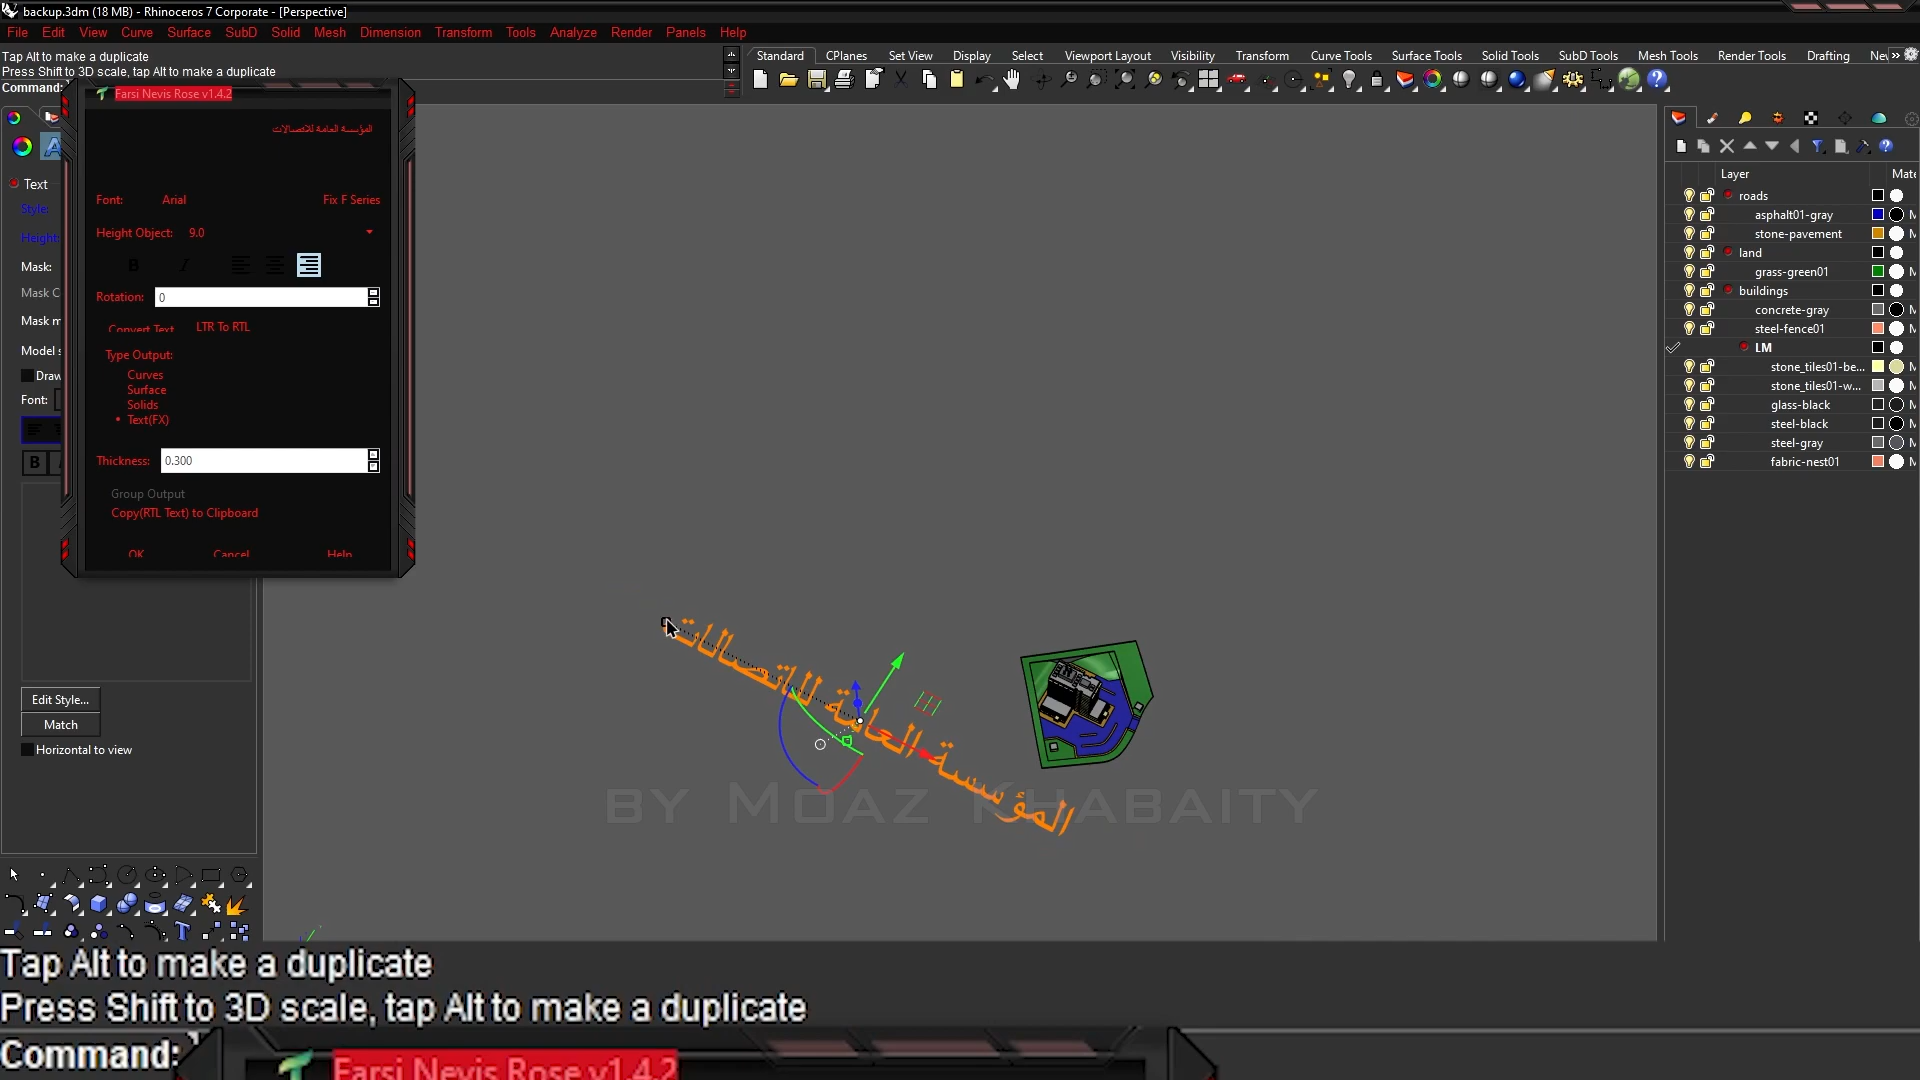 backup.3dm (18 MB) - Rhinoceros 7 Corporate - [Perspective]
File Edit View Curve Surface SubD Solid Mesh Dimension Transform Tools Analyze Render Panels Help
Tap Alt to make a duplicate
Press Shift to 3D scale, tap Alt to make a duplicate
Command:
Standard CPlanes Set View Display Select Viewport Layout Visibility Transform Curve Tools Surface Tools Solid Tools SubD Tools Mesh Tools Render Tools Drafting
Farsi Nevis Rose v1.4.2
المؤسسة العامة للاتصالات
Font: Arial Fix F Series
Height Object: 9.0
B I
Rotation: 0
Convert Text LTR To RTL
Type Output:
Curves
Surface
Solids
Text(FX)
Thickness: 0.300
Group Output
Copy(RTL Text) to Clipboard
OK Cancel Help
Text
Style:
Height:
Mask:
Mask C
Mask m
Model s
Draw
Font:
B
Edit Style...
Match
Horizontal to view
المؤسسة العامة للاتصالات
BY MOAZ KHABAITY
Layer Mate
roads
asphalt01-gray
stone-pavement
land
grass-green01
buildings
concrete-gray
steel-fence01
LM
stone_tiles01-be...
stone_tiles01-w...
glass-black
steel-black
steel-gray
fabric-nest01
Tap Alt to make a duplicate
Press Shift to 3D scale, tap Alt to make a duplicate
Command:
Farsi Nevis Rose v1.4.2